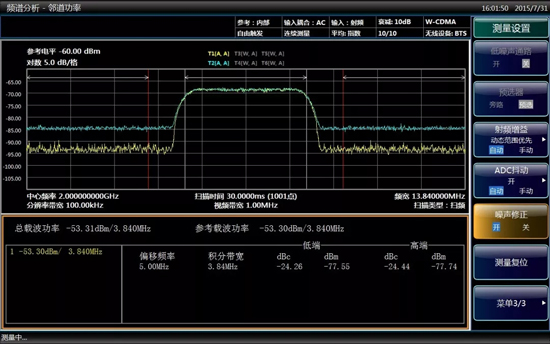 频谱分析 - 邻道功率
16:01:50 2015/7/31
参考：内部 输入耦合：AC 输入：射频 衰减: 10dB W-CDMA
自由触发 连续测量 平均: 指数 10/10 无线设备: BTS
参考电平 -60.00 dBm
对数 5.0 dB/格
T1(A, A) T3(W, A) T5(W, A)
T2(A, A) T4(W, A) T6(W, A)
-65.00
-70.00
-75.00
-80.00
-85.00
-90.00
-95.00
-100.00
-105.00
中心频率 2.000000000GHz 扫描时间 30.0000ms (1001点) 频宽 13.840000MHz
分辨率带宽 100.00kHz 视频带宽 1.00MHz 扫描类型: 扫频
总载波功率 -53.31dBm/3.840MHz 参考载波功率 -53.30dBm/3.840MHz
1 -53.30dBm/ 3.840MHz
低端 高端
偏移频率 积分带宽 dBc dBm dBc dBm
5.00MHz 3.84MHz -24.26 -77.55 -24.44 -77.74
测量设置
低噪声通路
开 关
预选器
旁路 预选
射频增益
动态范围优先
自动 手动
ADC抖动
开
自动 手动
噪声修正
开 关
测量复位
菜单3/3
测量中...